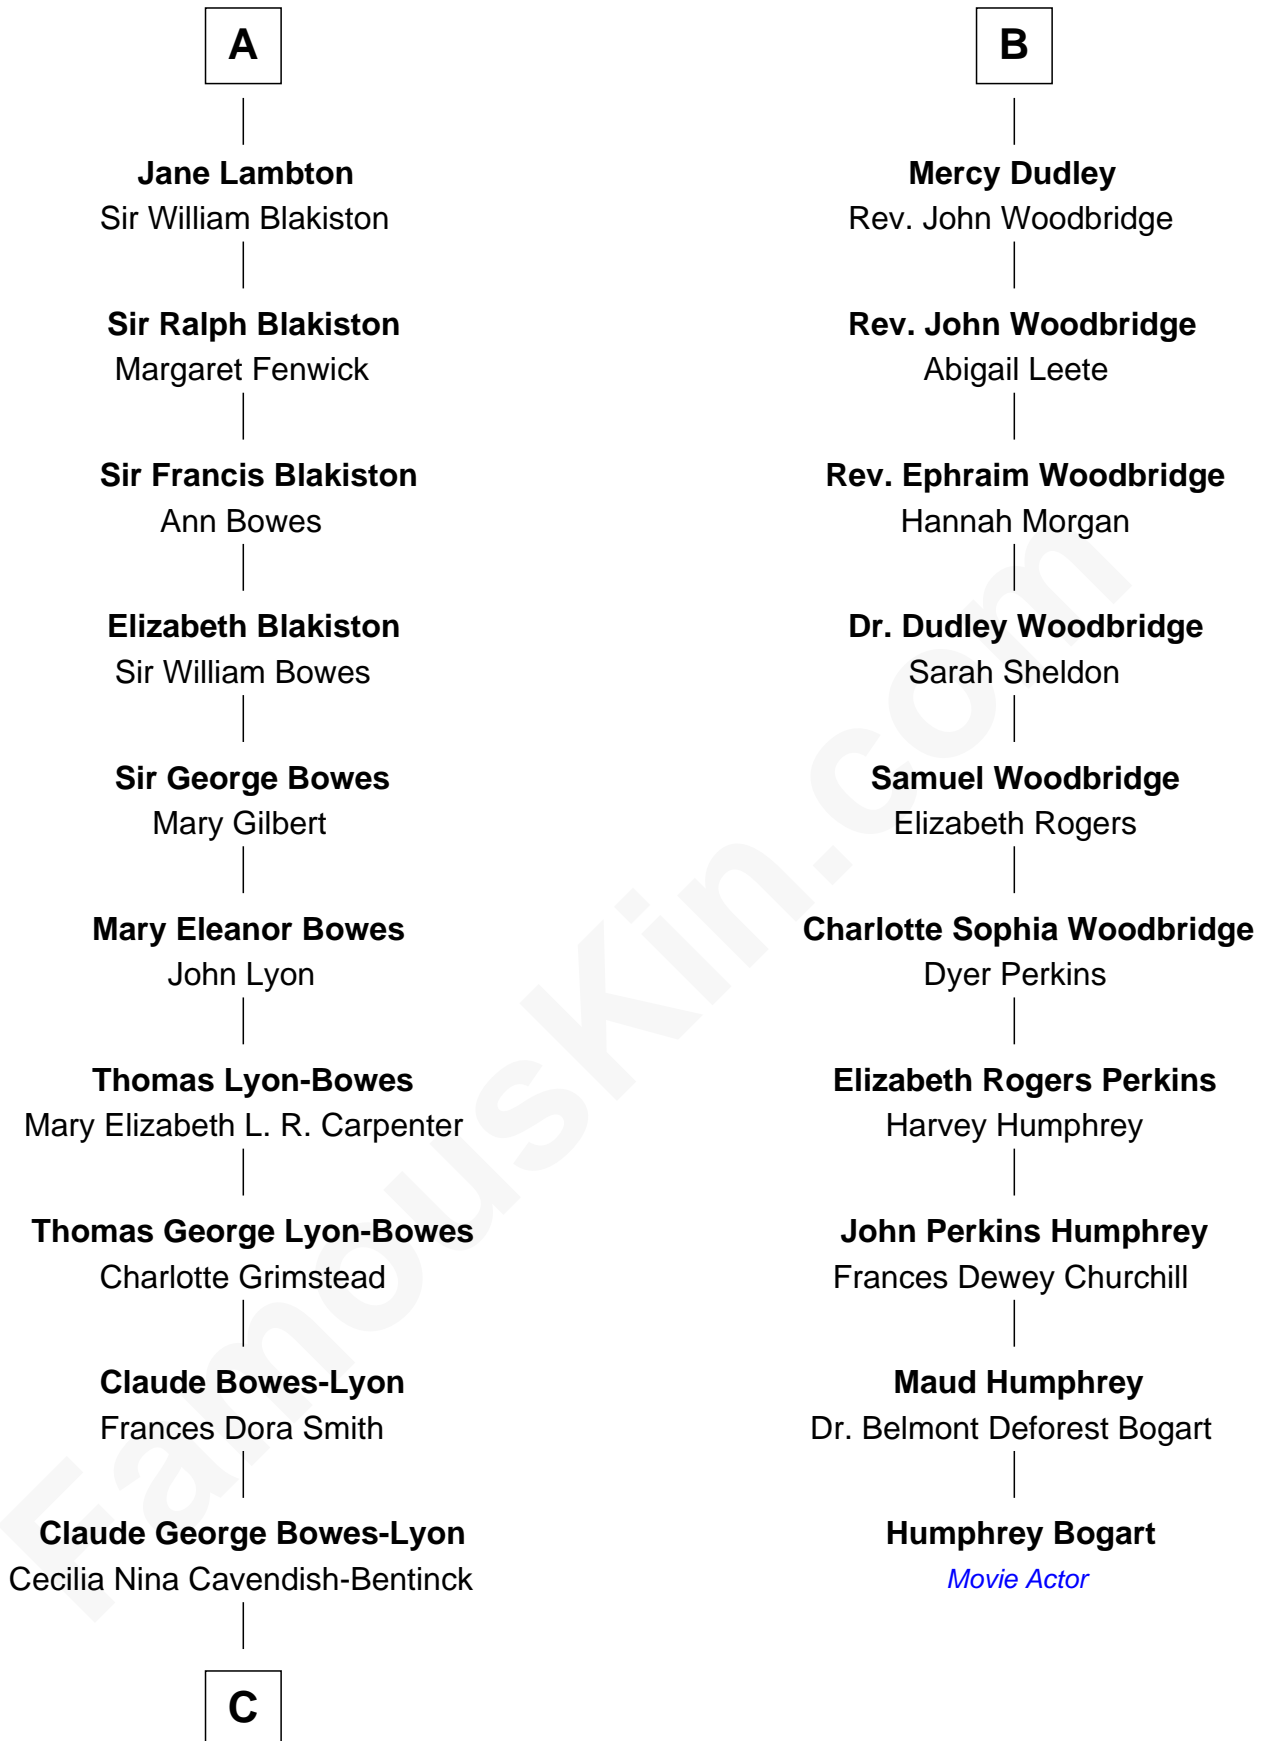 A
Jane Lambton
Sir William Blakiston
Sir Ralph Blakiston
Margaret Fenwick
Sir Francis Blakiston
Ann Bowes
Elizabeth Blakiston
Sir William Bowes
Sir George Bowes
Mary Gilbert
Mary Eleanor Bowes
John Lyon
Thomas Lyon-Bowes
Mary Elizabeth L. R. Carpenter
Thomas George Lyon-Bowes
Charlotte Grimstead
Claude Bowes-Lyon
Frances Dora Smith
Claude George Bowes-Lyon
Cecilia Nina Cavendish-Bentinck
C
B
Mercy Dudley
Rev. John Woodbridge
Rev. John Woodbridge
Abigail Leete
Rev. Ephraim Woodbridge
Hannah Morgan
Dr. Dudley Woodbridge
Sarah Sheldon
Samuel Woodbridge
Elizabeth Rogers
Charlotte Sophia Woodbridge
Dyer Perkins
Elizabeth Rogers Perkins
Harvey Humphrey
John Perkins Humphrey
Frances Dewey Churchill
Maud Humphrey
Dr. Belmont Deforest Bogart
Humphrey Bogart
Movie Actor
FamousKin.com